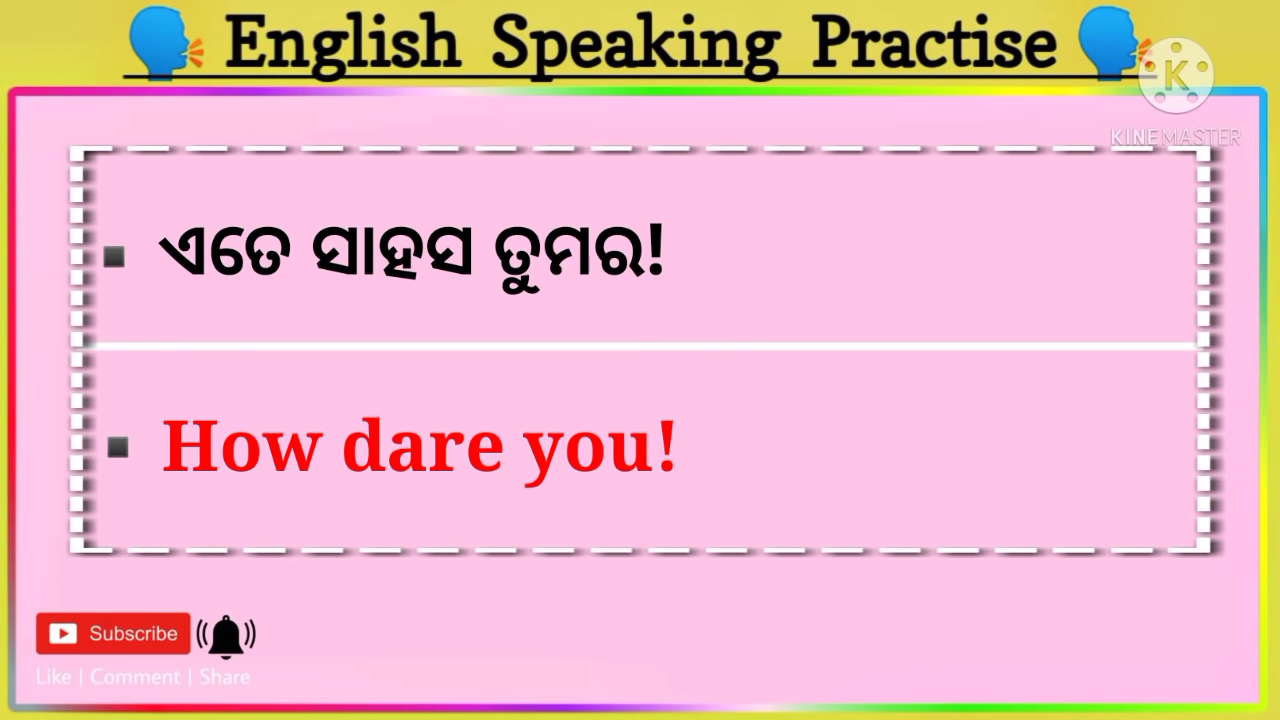 English Speaking Practise
KINEMASTER
ଏତେ ସାହସ ତୁମର!
How dare you!
Subscribe
Like | Comment | Share